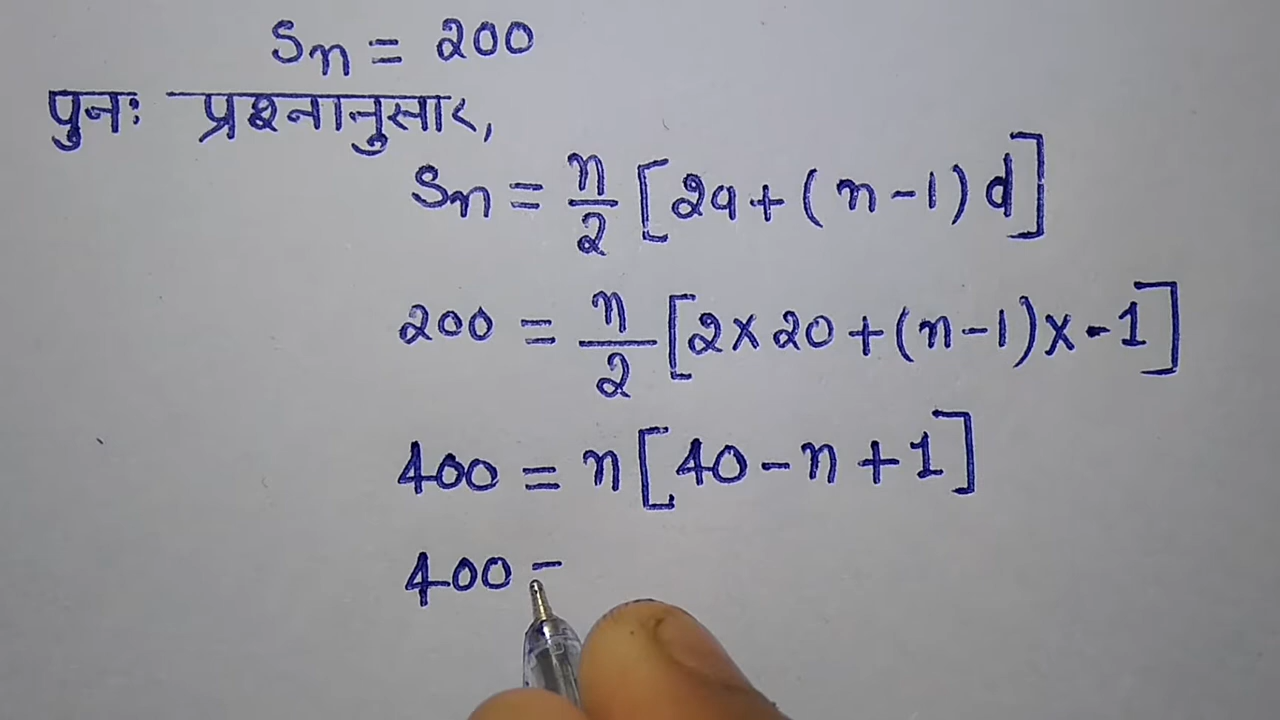 Sn = 200
पुनः प्रश्नानुसार,
Sn = n/2 [2a + (n - 1) d]
200 = n/2 [2 x 20 + (n - 1) x - 1]
400 = n [40 - n + 1]
400 =